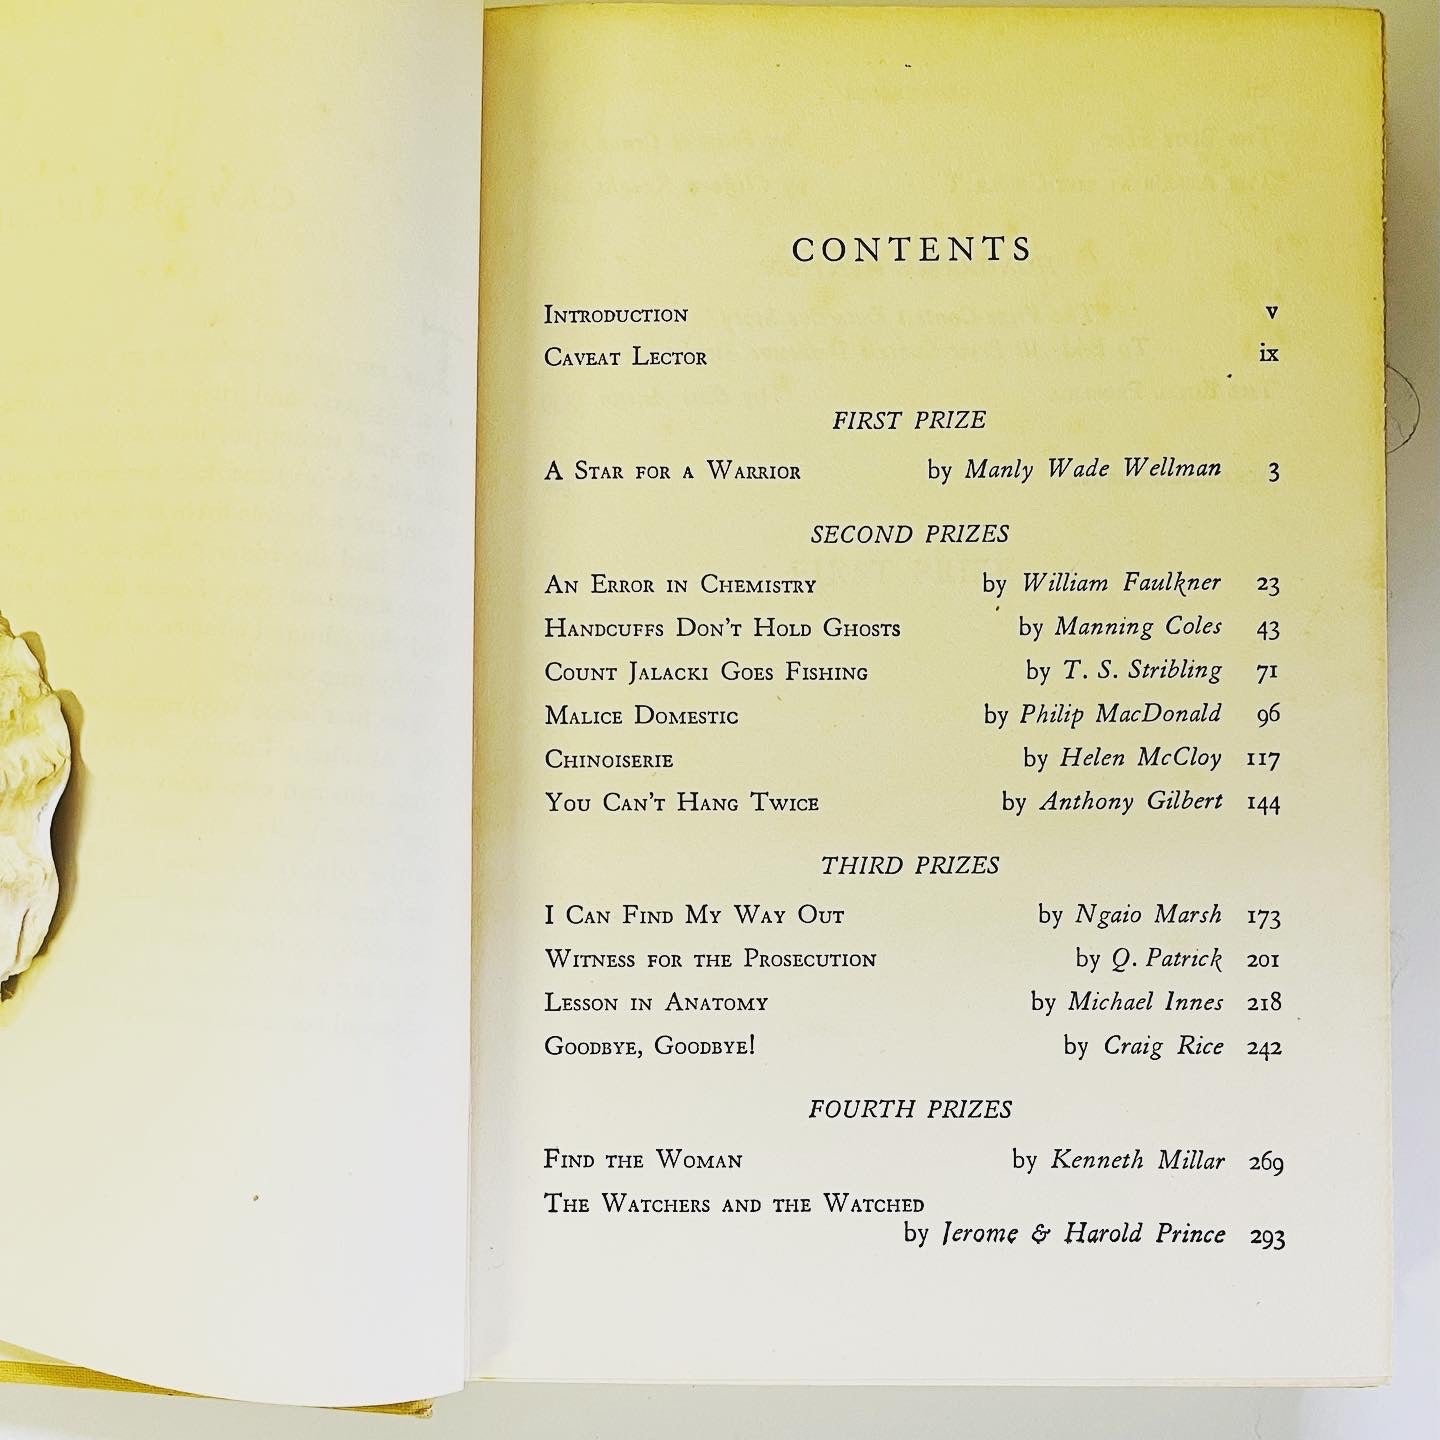 CONTENTS
Introduction v
Caveat Lector ix
FIRST PRIZE
A Star for a Warrior by Manly Wade Wellman 3
SECOND PRIZES
An Error in Chemistry by William Faulkner 23
Handcuffs Don't Hold Ghosts by Manning Coles 43
Count Jalacki Goes Fishing by T. S. Stribling 71
Malice Domestic by Philip MacDonald 96
Chinoiserie by Helen McCloy 117
You Can't Hang Twice by Anthony Gilbert 144
THIRD PRIZES
I Can Find My Way Out by Ngaio Marsh 173
Witness for the Prosecution by Q. Patrick 201
Lesson in Anatomy by Michael Innes 218
Goodbye, Goodbye! by Craig Rice 242
FOURTH PRIZES
Find the Woman by Kenneth Millar 269
The Watchers and the Watched
by Jerome & Harold Prince 293